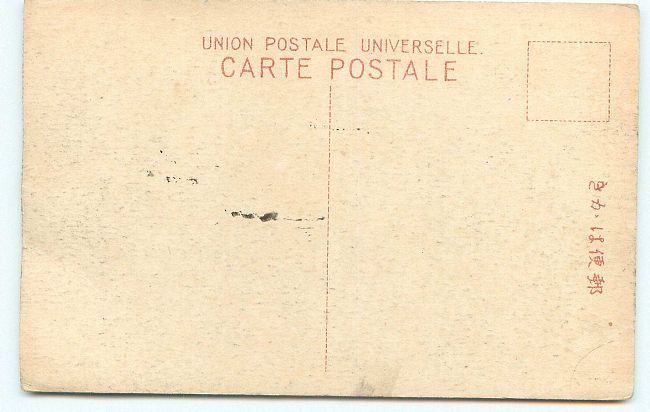 UNION POSTALE UNIVERSELLE.
CARTE POSTALE
郵便はかき